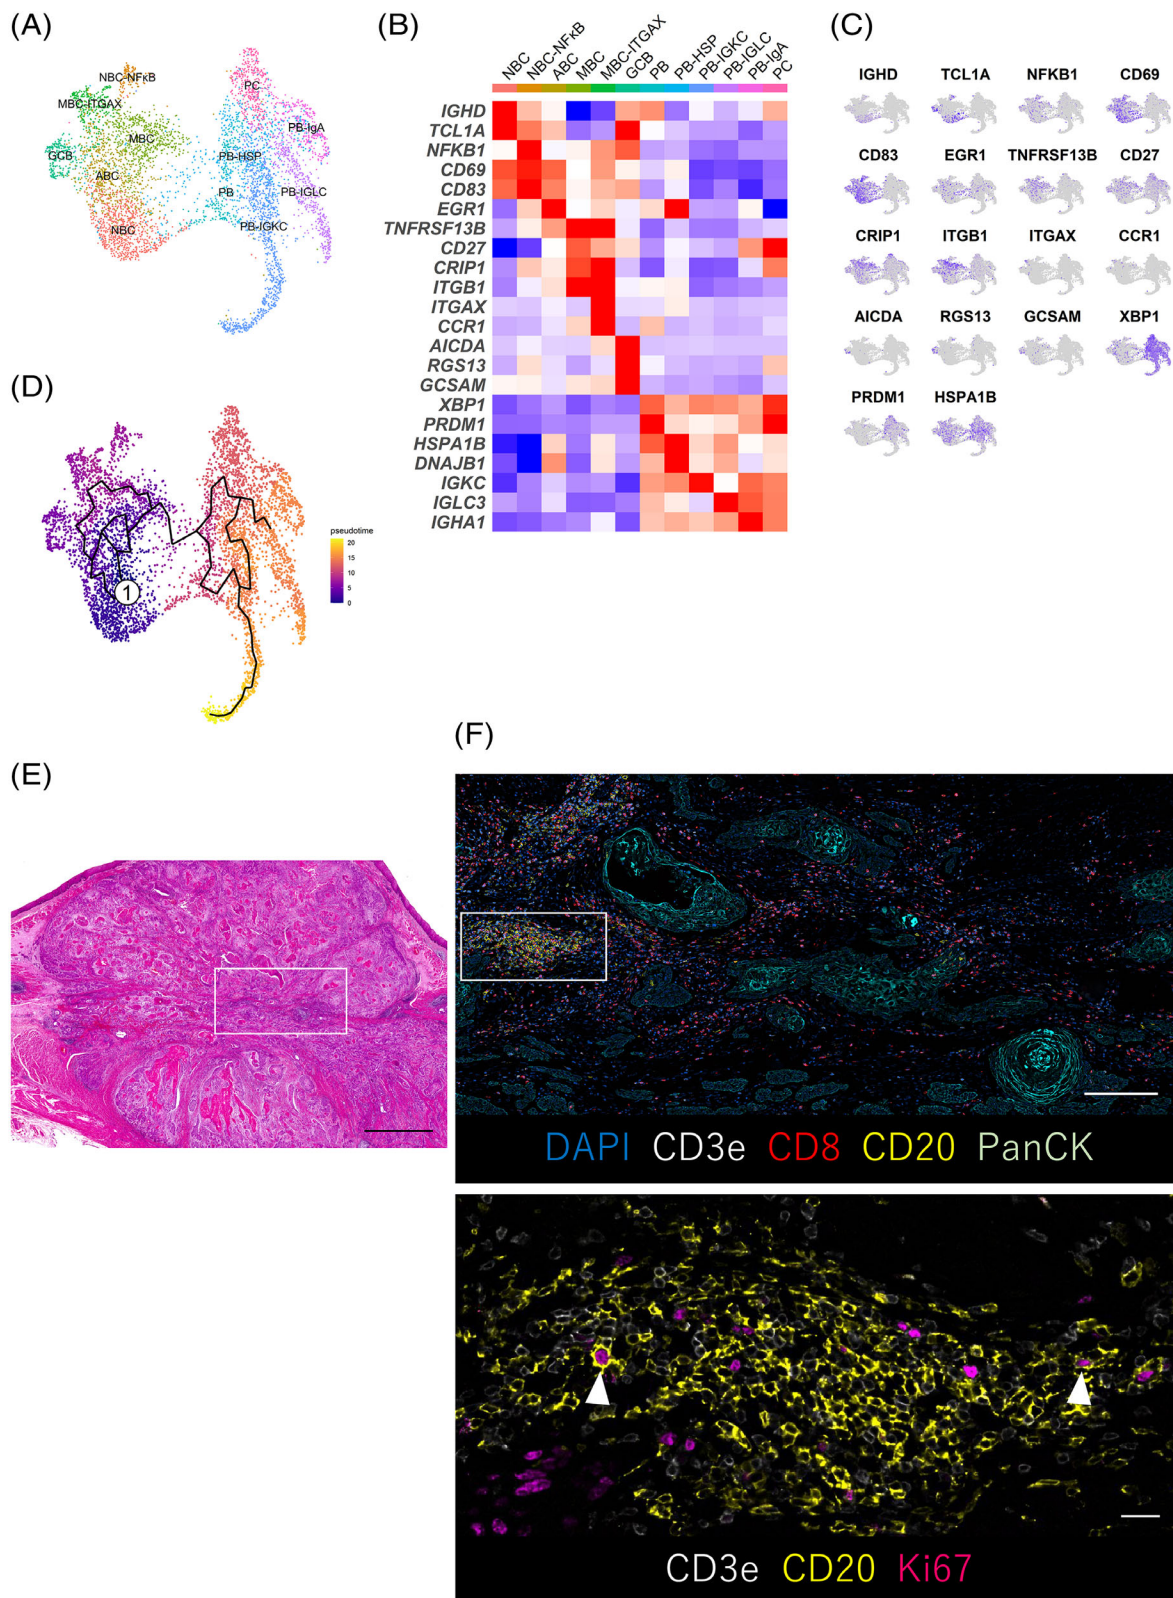 (A)
NBC-NFκB
MBC-ITGAX
MBC
GCB
ABC
NBC
PC
PB-IgA
PB-HSP
PB
PB-IGLC
PB-IGKC
(B)
NBC
NBC-NFκB
ABC
MBC
MBC-ITGAX
GCB
PB
PB-HSP
PB-IGKC
PB-IGLC
PB-IgA
PC
IGHD
TCL1A
NFKB1
CD69
CD83
EGR1
TNFRSF13B
CD27
CRIP1
ITGB1
ITGAX
CCR1
AICDA
RGS13
GCSAM
XBP1
PRDM1
HSPA1B
DNAJB1
IGKC
IGLC3
IGHA1
(C)
IGHD TCL1A NFKB1 CD69
CD83 EGR1 TNFRSF13B CD27
CRIP1 ITGB1 ITGAX CCR1
AICDA RGS13 GCSAM XBP1
PRDM1 HSPA1B
(D)
1
pseudotime
20
15
10
5
0
(E)
(F)
DAPI CD3e CD8 CD20 PanCK
CD3e CD20 Ki67